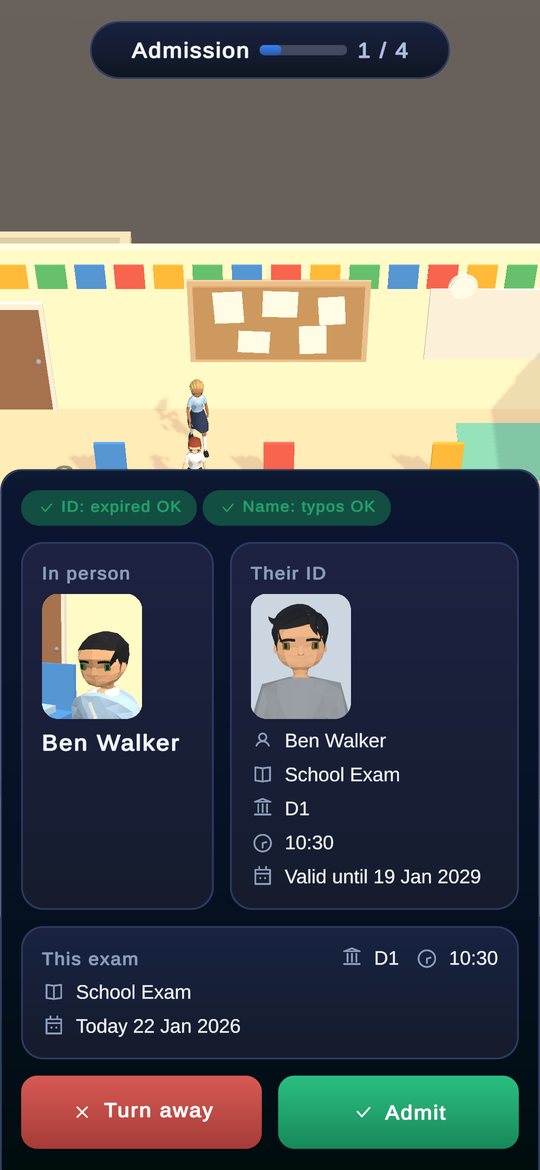 Admission 1 / 4
ID: expired OK Name: typos OK
In person
Ben Walker
Their ID
Ben Walker
School Exam
D1
10:30
Valid until 19 Jan 2029
This exam D1 10:30
School Exam
Today 22 Jan 2026
Turn away Admit